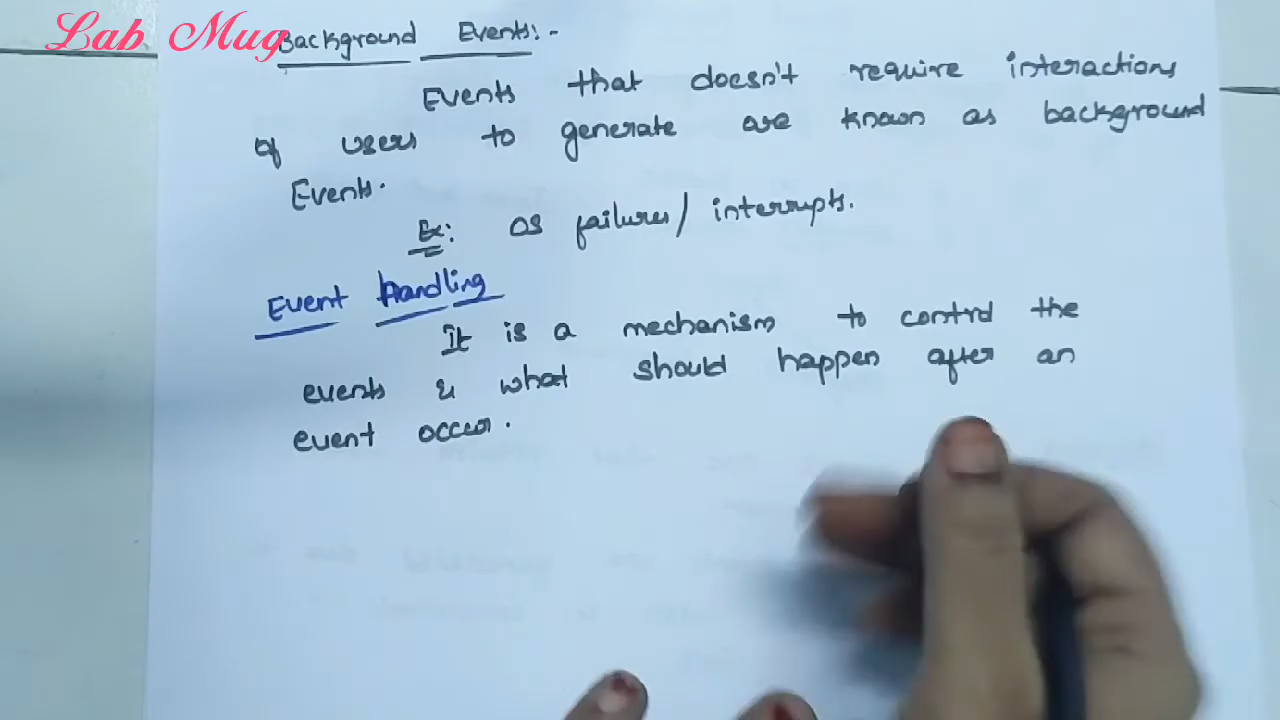 Lab Mug
Background Events:-
Events that doesn't require interactions
of users to generate are known as background
Events.
Ex: OS failures/ interrupts.
Event Handling
It is a mechanism to control the
events & what should happen after an
event occur.